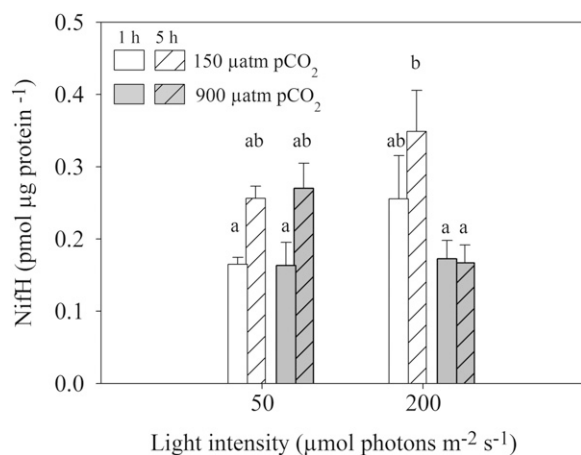 0.5
1 h 5 h
150 µatm pCO₂
900 µatm pCO₂
b
0.4
ab ab ab
0.3
a a a a
0.2
0.1
0.0
NifH (pmol µg protein ⁻¹)
50 200
Light intensity (µmol photons m⁻² s⁻¹)